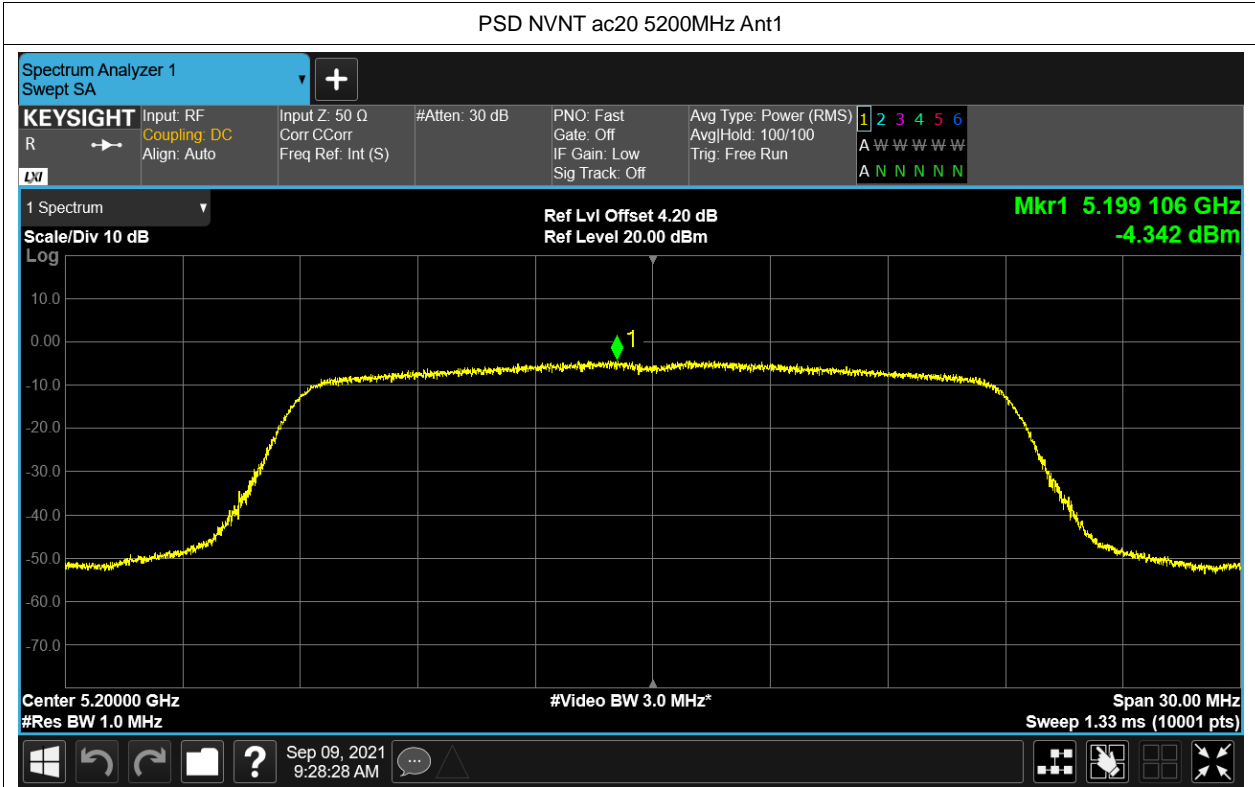 PSD NVNT ac20 5200MHz Ant1
Spectrum Analyzer 1
Swept SA
KEYSIGHT
R
LXI
Input: RF
Coupling: DC
Align: Auto
Input Z: 50 Ω
Corr CCorr
Freq Ref: Int (S)
#Atten: 30 dB
PNO: Fast
Gate: Off
IF Gain: Low
Sig Track: Off
Avg Type: Power (RMS)
Avg|Hold: 100/100
Trig: Free Run
1 2 3 4 5 6
A W W W W W
A N N N N N
1 Spectrum
Scale/Div 10 dB
Ref Lvl Offset 4.20 dB
Ref Level 20.00 dBm
Mkr1 5.199 106 GHz
-4.342 dBm
Log
10.0
0.00
-10.0
-20.0
-30.0
-40.0
-50.0
-60.0
-70.0
1
Center 5.20000 GHz
#Res BW 1.0 MHz
#Video BW 3.0 MHz*
Span 30.00 MHz
Sweep 1.33 ms (10001 pts)
?
Sep 09, 2021
9:28:28 AM